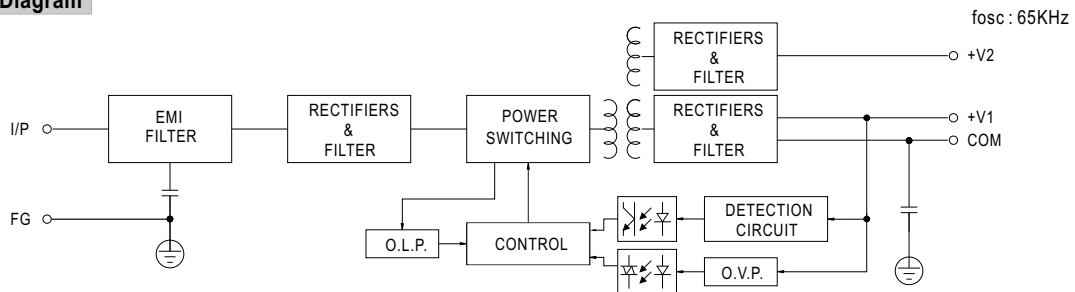 Diagram
fosc : 65KHz
RECTIFIERS
&
FILTER
+V2
I/P
EMI
FILTER
RECTIFIERS
&
FILTER
POWER
SWITCHING
RECTIFIERS
&
FILTER
+V1
COM
FG
O.L.P.
CONTROL
DETECTION
CIRCUIT
O.V.P.